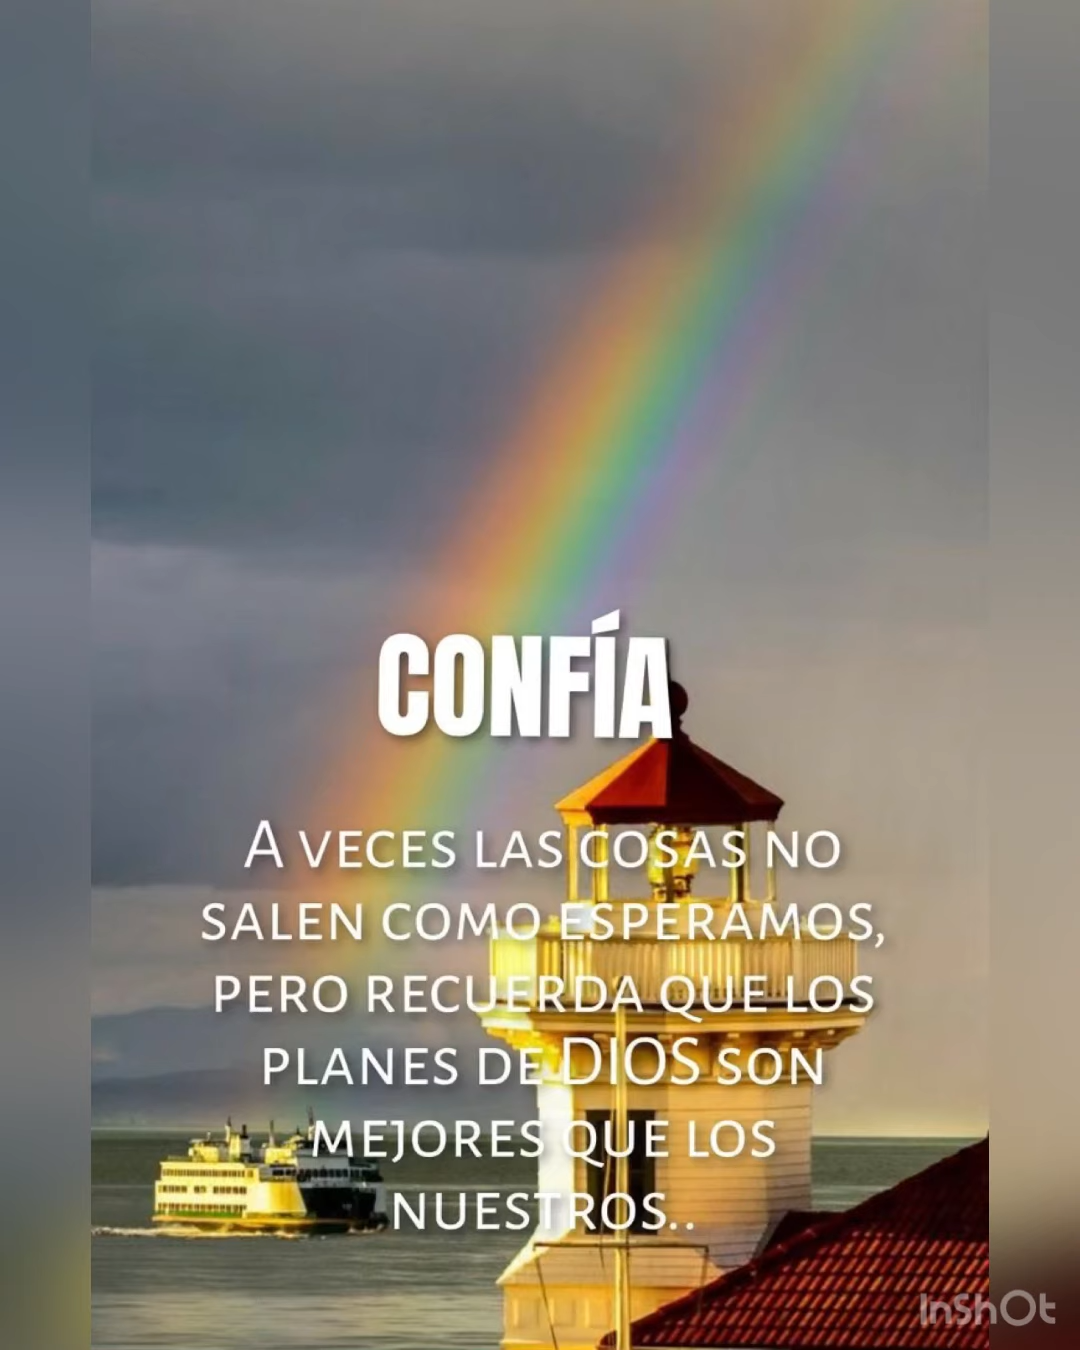 CONFÍA
A VECES LAS COSAS NO
SALEN COMO ESPERAMOS,
PERO RECUERDA QUE LOS
PLANES DE DIOS SON
MEJORES QUE LOS
NUESTROS..
InShOt